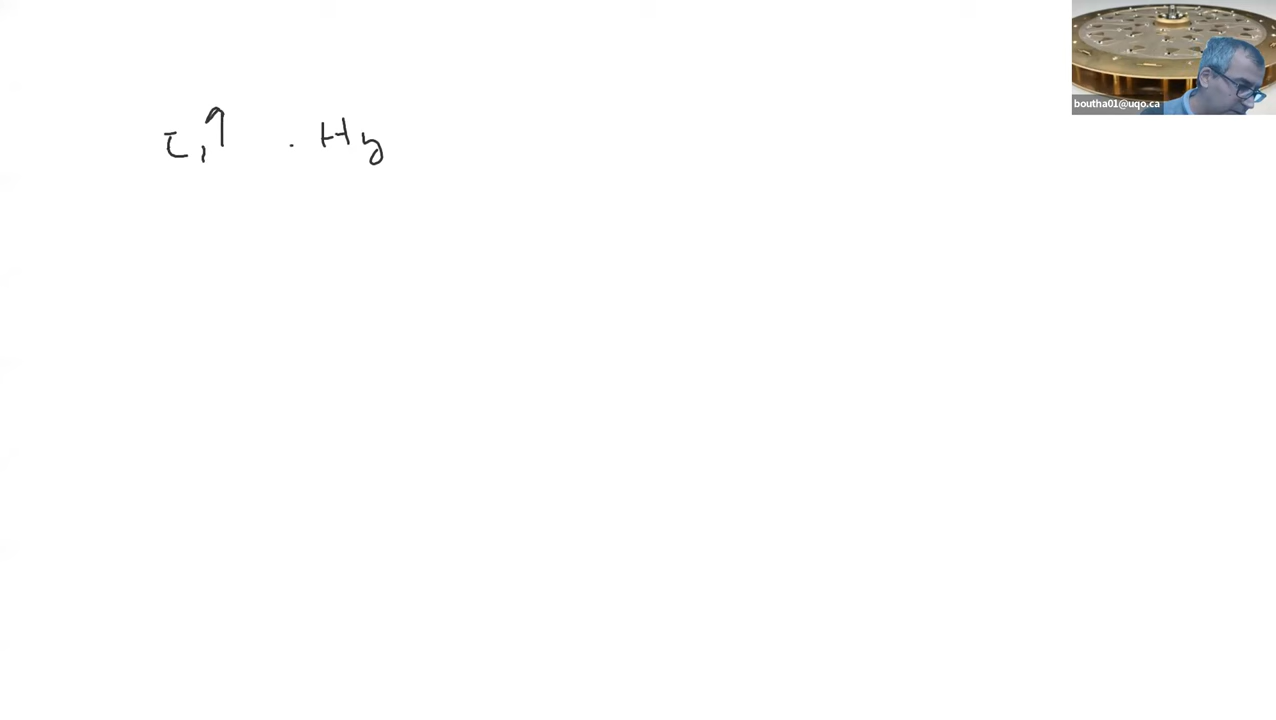 I, ↑ . Hy
boutha01@uqo.ca